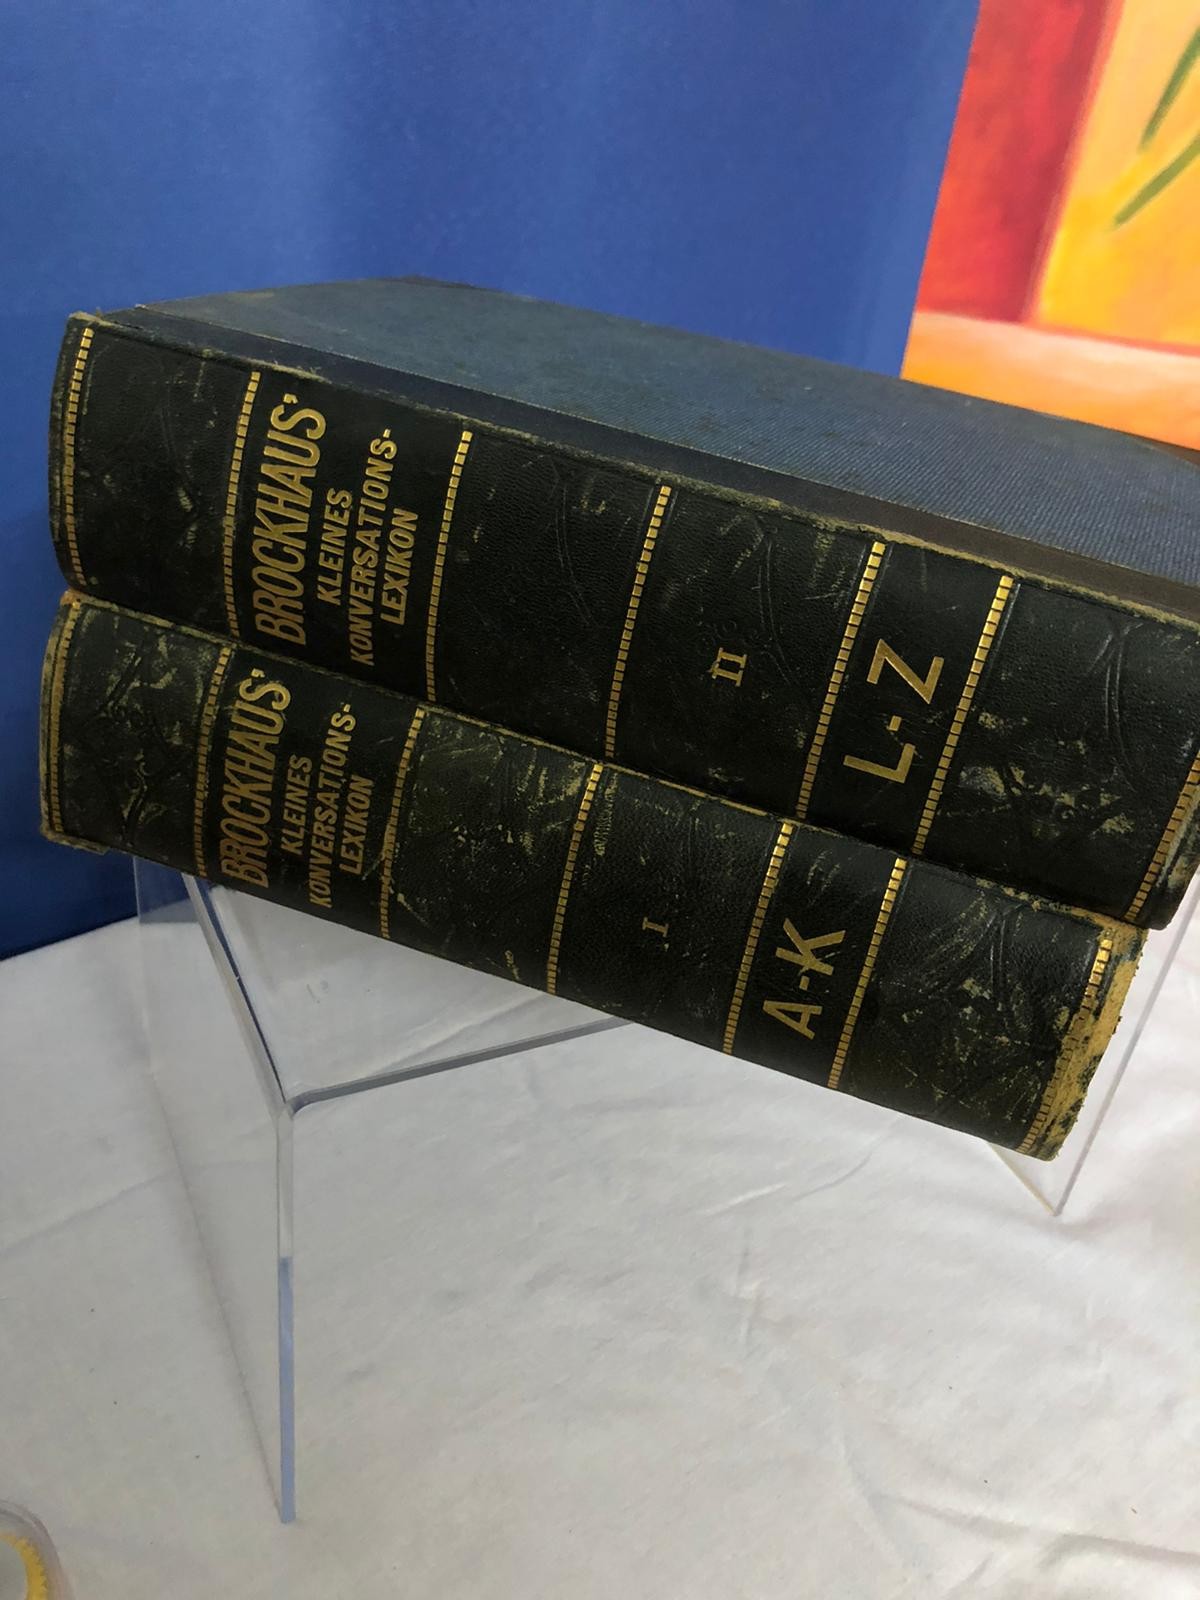 BROCKHAUS'
KLEINES
KONVERSATIONS-
LEXIKON
II
L-Z
BROCKHAUS'
KLEINES
KONVERSATIONS-
LEXIKON
I
A-K